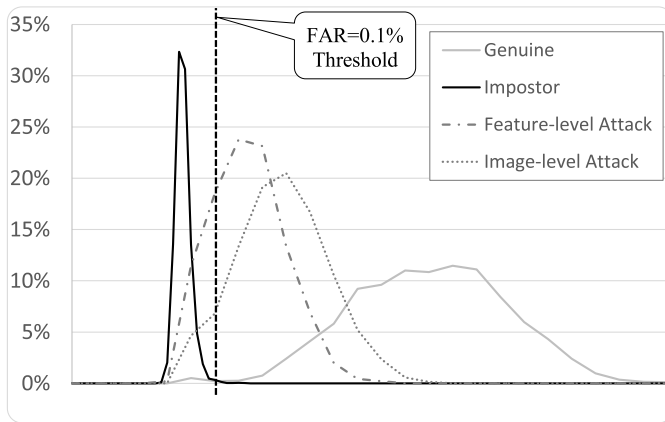 35%
30%
25%
20%
15%
10%
5%
0%
FAR=0.1%
Threshold
Genuine
Impostor
Feature-level Attack
Image-level Attack